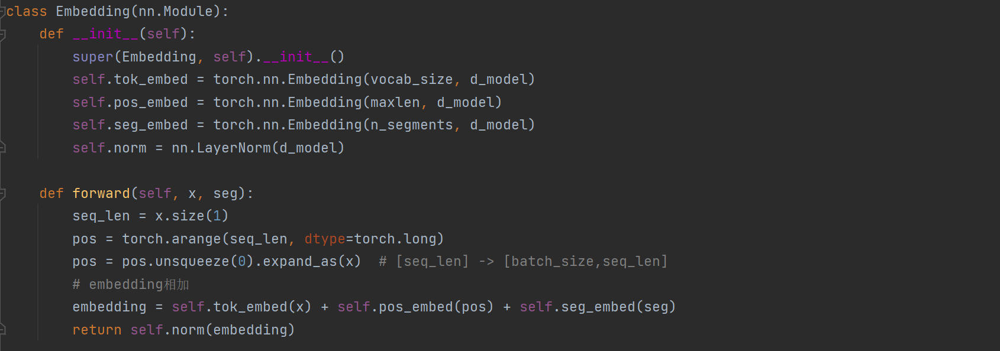 class Embedding(nn.Module):
    def __init__(self):
        super(Embedding, self).__init__()
        self.tok_embed = torch.nn.Embedding(vocab_size, d_model)
        self.pos_embed = torch.nn.Embedding(maxlen, d_model)
        self.seg_embed = torch.nn.Embedding(n_segments, d_model)
        self.norm = nn.LayerNorm(d_model)

    def forward(self, x, seg):
        seq_len = x.size(1)
        pos = torch.arange(seq_len, dtype=torch.long)
        pos = pos.unsqueeze(0).expand_as(x)  # [seq_len] -> [batch_size,seq_len]
        # embedding相加
        embedding = self.tok_embed(x) + self.pos_embed(pos) + self.seg_embed(seg)
        return self.norm(embedding)